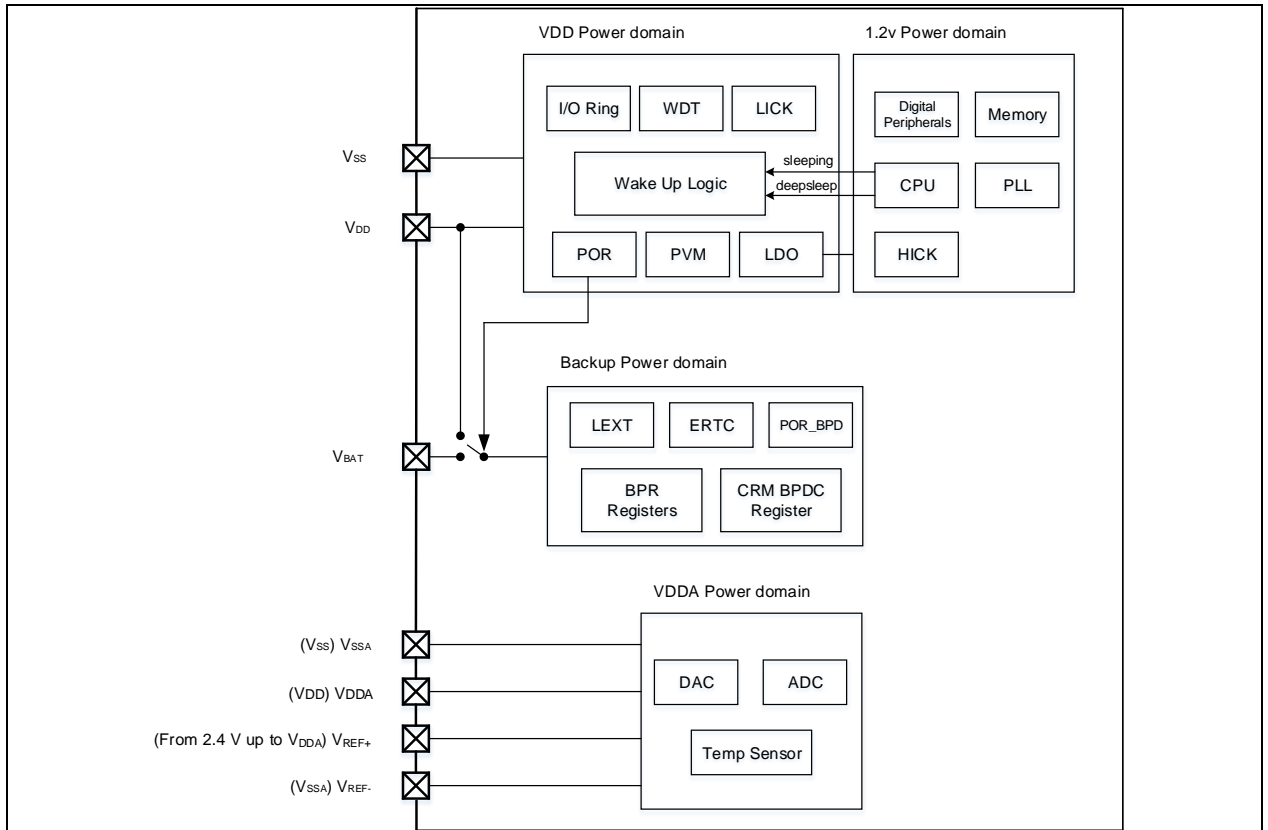 VDD Power domain
1.2v Power domain
I/O Ring
WDT
LICK
Digital
Peripherals
Memory
VSS
sleeping
Wake Up Logic
CPU
PLL
deepsleep
VDD
POR
PVM
LDO
HICK
Backup Power domain
LEXT
ERTC
POR_BPD
VBAT
BPR
Registers
CRM BPDC
Register
VDDA Power domain
(VSS) VSSA
DAC
ADC
(VDD) VDDA
(From 2.4 V up to VDDA) VREF+
Temp Sensor
(VSSA) VREF-